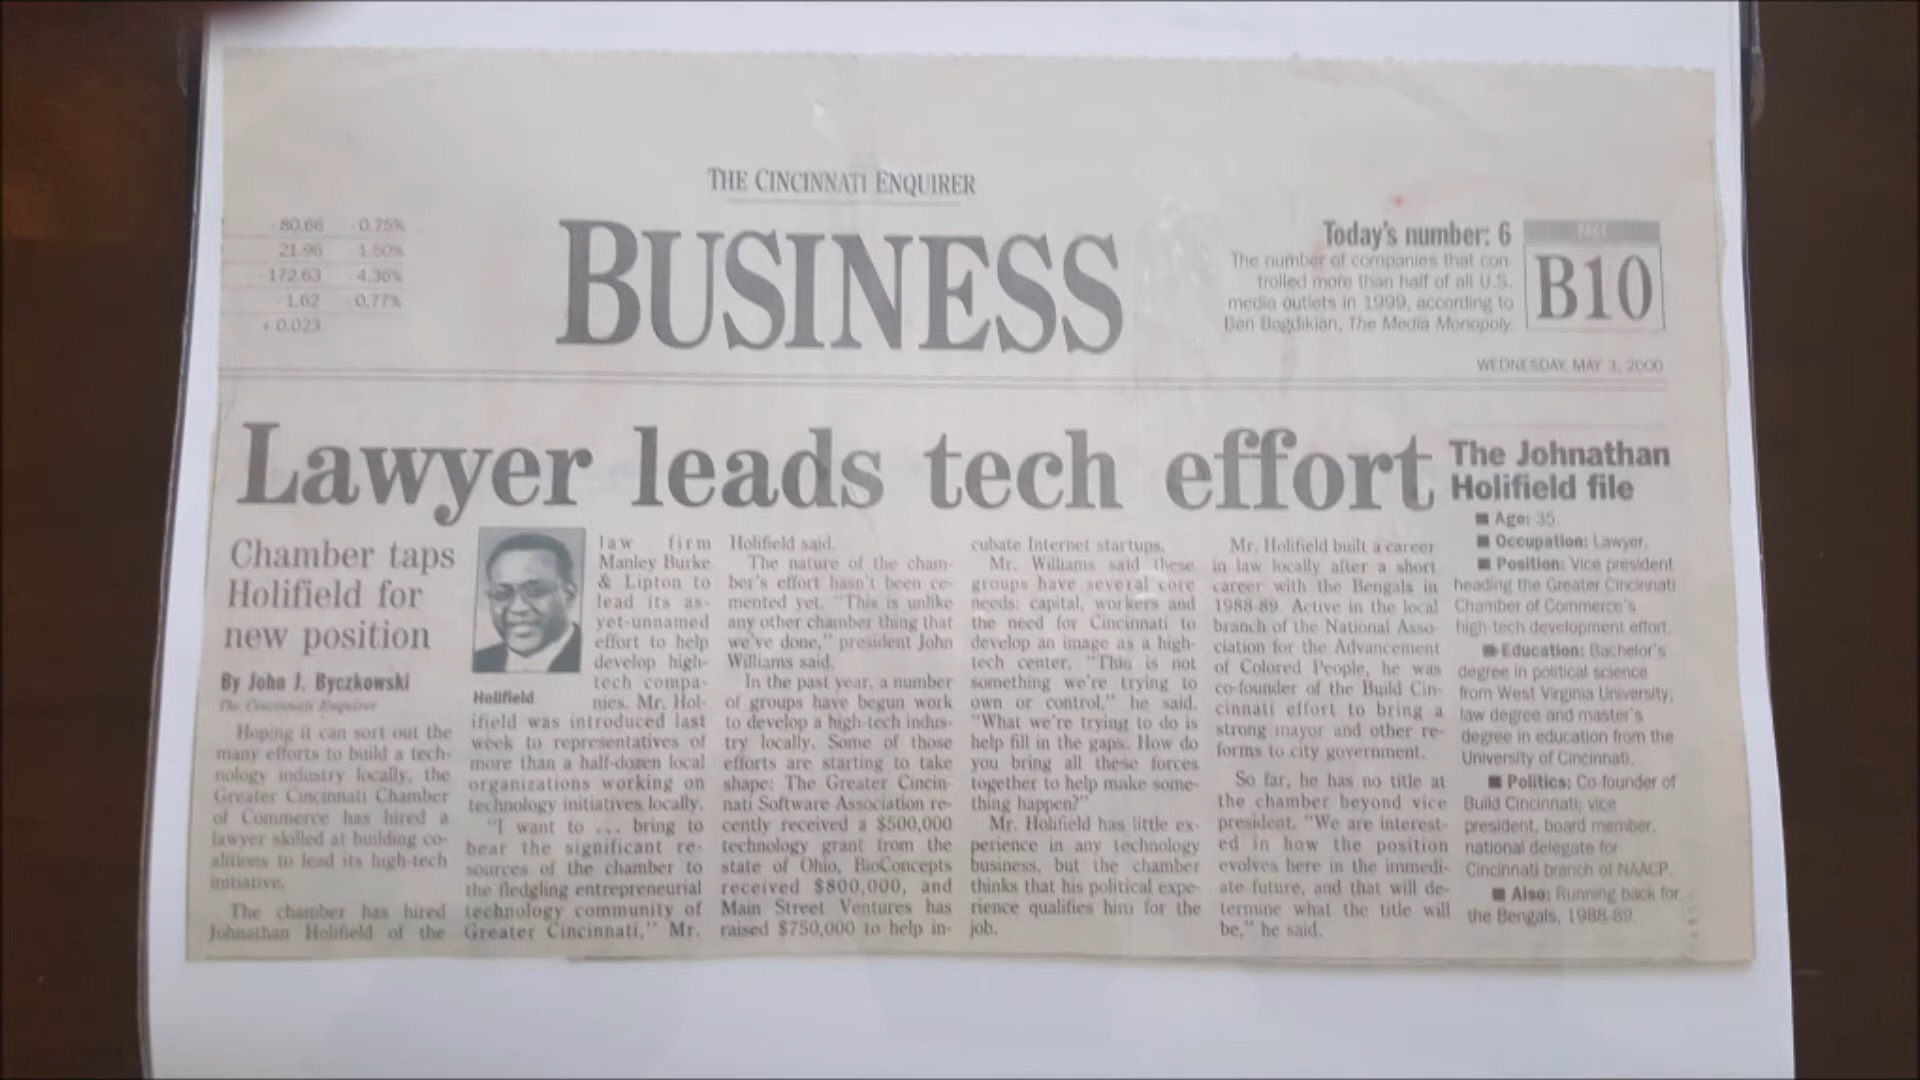 THE CINCINNATI ENQUIRER
BUSINESS
- 80.66 - 0.75%
21.96 1.50%
- 172.63 - 4.36%
- 1.62 0.77%
+ 0.023
Today's number: 6
The number of companies that con-
trolled more than half of all U.S.
media outlets in 1999, according to
Ben Bagdikian, The Media Monopoly.
PAGE
B10
WEDNESDAY, MAY 3, 2000
Lawyer leads tech effort
Chamber taps
Holifield for
new position
By John J. Byczkowski
The Cincinnati Enquirer
Hoping it can sort out the
many efforts to build a tech-
nology industry locally, the
Greater Cincinnati Chamber
of Commerce has hired a
lawyer skilled at building co-
alitions to lead its high-tech
initiative.
The chamber has hired
Johnathan Holifield of the
Holifield
law firm
Manley Burke
& Lipton to
lead its as-
yet-unnamed
effort to help
develop high-
tech compa-
nies. Mr. Hol-
ifield was introduced last
week to representatives of
more than a half-dozen local
organizations working on
technology initiatives locally.
"I want to ... bring to
bear the significant re-
sources of the chamber to
the fledgling entrepreneurial
technology community of
Greater Cincinnati," Mr.
Holifield said.
The nature of the cham-
ber's effort hasn't been ce-
mented yet. "This is unlike
any other chamber thing that
we've done," president John
Williams said.
In the past year, a number
of groups have begun work
to develop a high-tech indus-
try locally. Some of those
efforts are starting to take
shape: The Greater Cincin-
nati Software Association re-
cently received a $500,000
technology grant from the
state of Ohio, BioConcepts
received $800,000, and
Main Street Ventures has
raised $750,000 to help in-
cubate Internet startups.
Mr. Williams said these
groups have several core
needs: capital, workers and
the need for Cincinnati to
develop an image as a high-
tech center. "This is not
something we're trying to
own or control," he said.
"What we're trying to do is
help fill in the gaps. How do
you bring all these forces
together to help make some-
thing happen?"
Mr. Holifield has little ex-
perience in any technology
business, but the chamber
thinks that his political expe-
rience qualifies him for the
job.
Mr. Holifield built a career
in law locally after a short
career with the Bengals in
1988-89. Active in the local
branch of the National Asso-
ciation for the Advancement
of Colored People, he was
co-founder of the Build Cin-
cinnati effort to bring a
strong mayor and other re-
forms to city government.
So far, he has no title at
the chamber beyond vice
president. "We are interest-
ed in how the position
evolves here in the immedi-
ate future, and that will de-
termine what the title will
be," he said.
The Johnathan
Holifield file
■ Age: 35.
■ Occupation: Lawyer.
■ Position: Vice president
heading the Greater Cincinnati
Chamber of Commerce's
high-tech development effort.
■ Education: Bachelor's
degree in political science
from West Virginia University;
law degree and master's
degree in education from the
University of Cincinnati.
■ Politics: Co-founder of
Build Cincinnati; vice
president, board member,
national delegate for
Cincinnati branch of NAACP.
■ Also: Running back for
the Bengals, 1988-89.